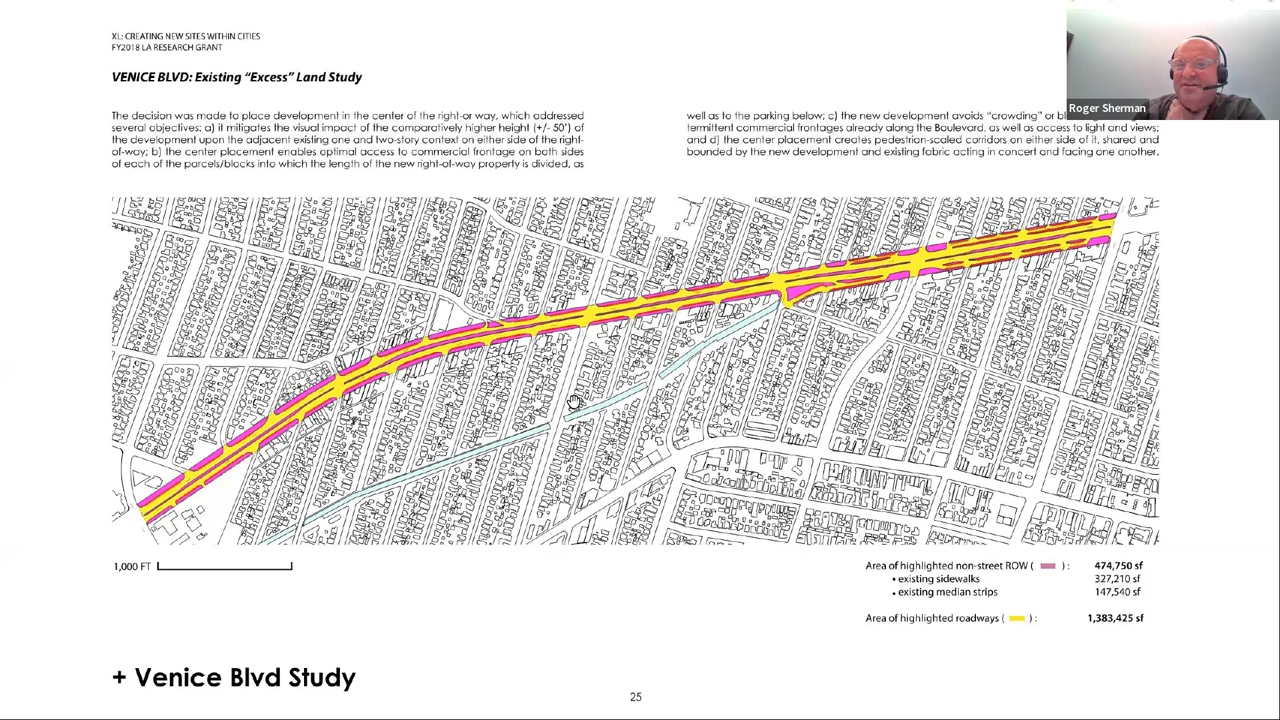 XL: CREATING NEW SITES WITHIN CITIES
FY2018 LA RESEARCH GRANT
VENICE BLVD: Existing “Excess” Land Study
The decision was made to place development in the center of the right-or way, which addressed
several objectives: a) it mitigates the visual impact of the comparatively higher height (+/- 50') of
the development upon the adjacent existing one and two-story context on either side of the right-
of-way; b) the center placement enables optimal access to commercial frontage on both sides
of each of the parcels/blocks into which the length of the new right-of-way property is divided, as
well as to the parking below; c) the new development avoids “crowding” or
termittent commercial frontages already along the Boulevard, as well as access to light and views;
and d) the center placement creates pedestrian-scaled corridors on either side of it, shared and
bounded by the new development and existing fabric acting in concert and facing one another.
Roger Sherman
1,000 FT
Area of highlighted non-street ROW ( ) : 474,750 sf
• existing sidewalks 327,210 sf
• existing median strips 147,540 sf
Area of highlighted roadways ( ) : 1,383,425 sf
+ Venice Blvd Study
25